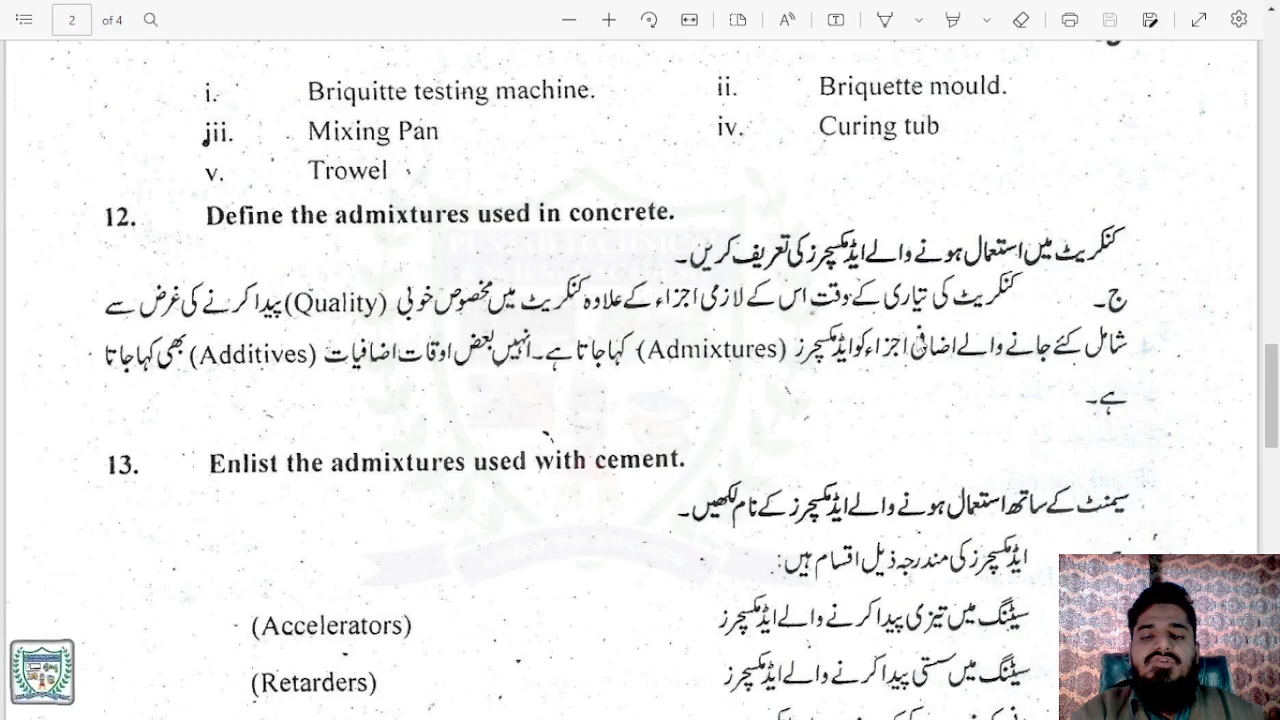 2 of 4
i. Briquitte testing machine. ii. Briquette mould.
iii. Mixing Pan iv. Curing tub
v. Trowel
12. Define the admixtures used in concrete.
کنکریٹ میں استعمال ہونے والے ایڈمکسچرز کی تعریف کریں۔
ج۔ کنکریٹ کی تیاری کے وقت اس کے لازمی اجزاء کے علاوہ کنکریٹ میں مخصوص خوبی (Quality) پیدا کرنے کی غرض سے
شامل کئے جانے والے اضافی اجزاء کو ایڈمکسچرز (Admixtures) کہا جاتا ہے۔ انہیں بعض اوقات اضافیات (Additives) بھی کہا جاتا
ہے۔
13. Enlist the admixtures used with cement.
سیمنٹ کے ساتھ استعمال ہونے والے ایڈمکسچرز کے نام لکھیں۔
ایڈمکسچرز کی مندرجہ ذیل اقسام ہیں:
سیٹنگ میں تیزی پیدا کرنے والے ایڈمکسچرز (Accelerators)
سیٹنگ میں سستی پیدا کرنے والے ایڈمکسچرز (Retarders)